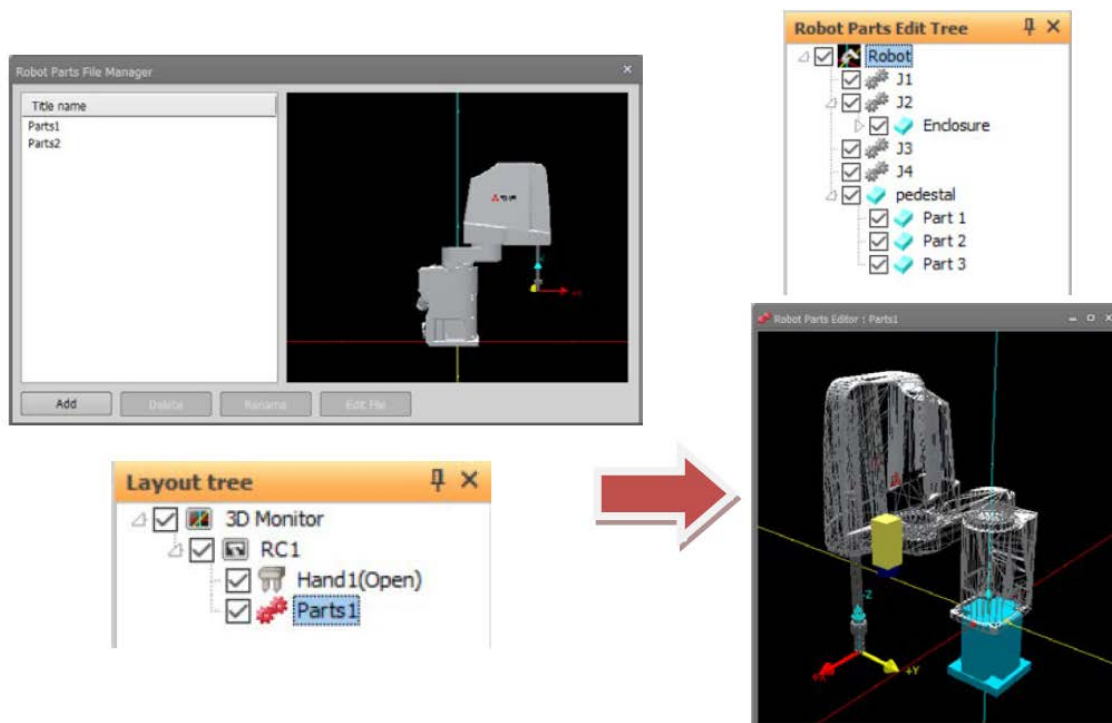 Robot Parts File Manager
Title name
Parts1
Parts2
Add
Delete
Rename
Edit File
Layout tree
3D Monitor
RC1
Hand1(Open)
Parts1
Robot Parts Edit Tree
Robot
J1
J2
Enclosure
J3
J4
pedestal
Part 1
Part 2
Part 3
Robot Parts Editor : Parts1
-Z
+X
+Y